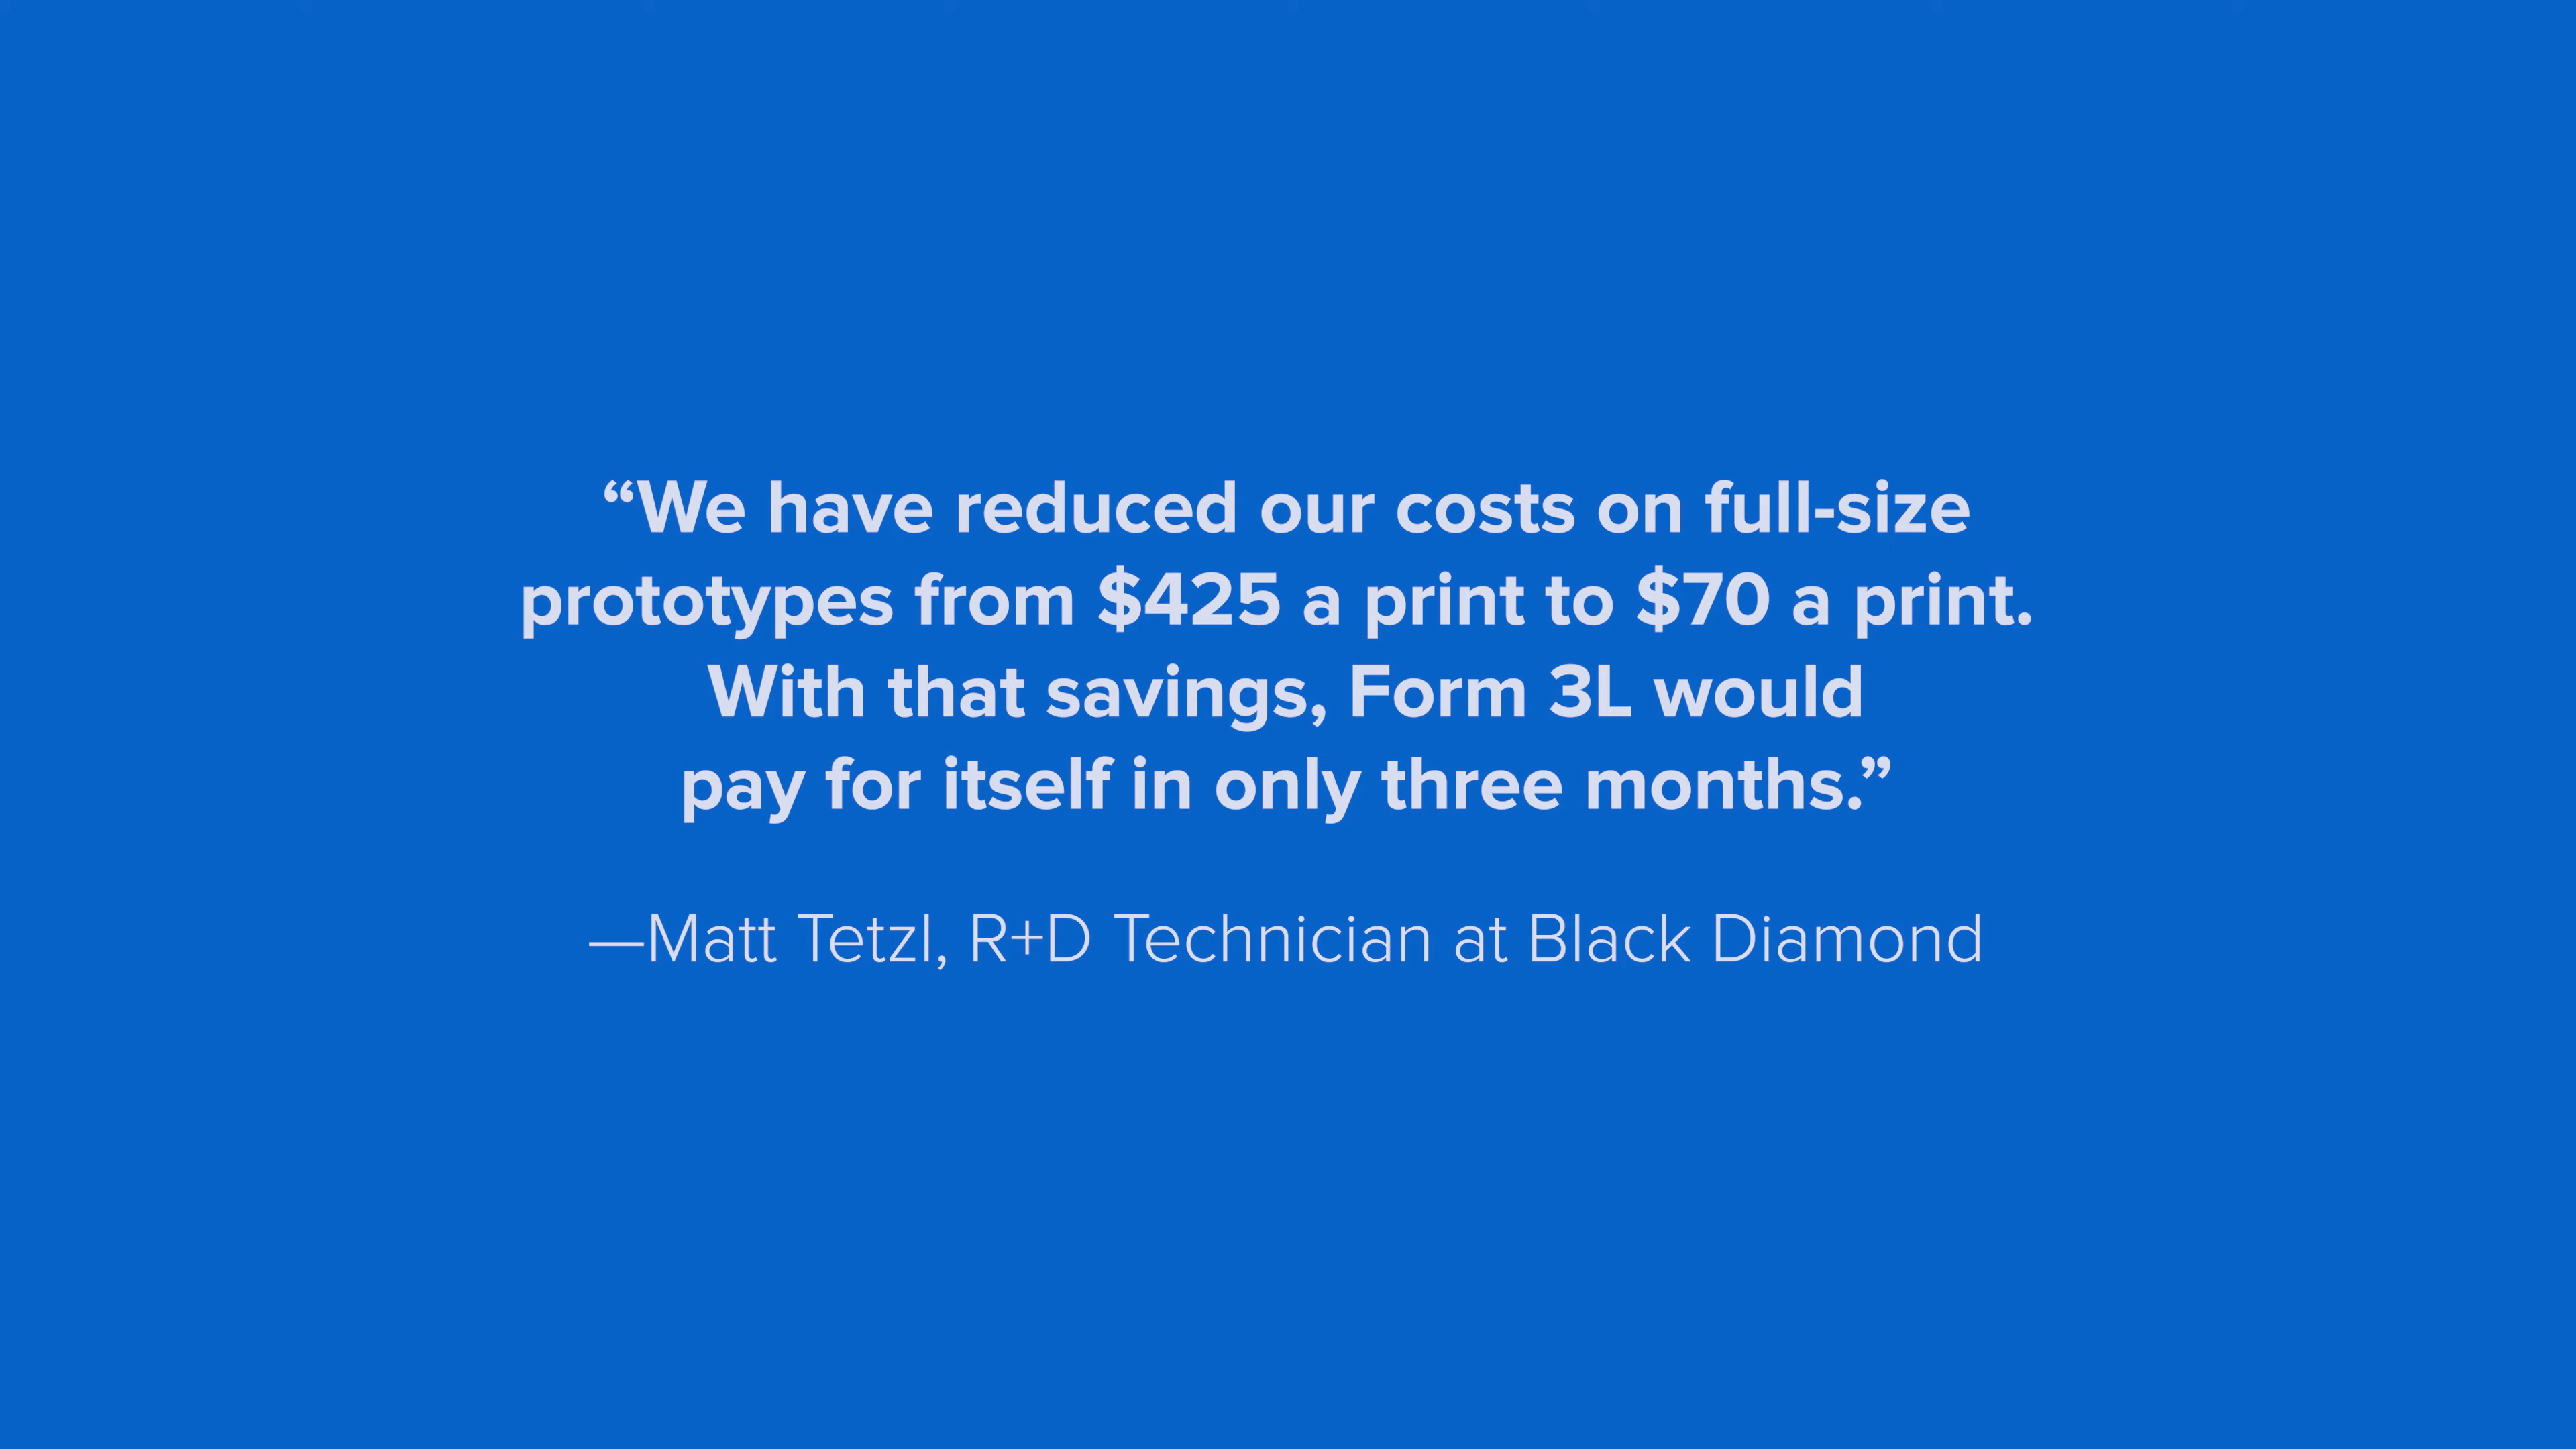 “We have reduced our costs on full-size
prototypes from $425 a print to $70 a print.
With that savings, Form 3L would
pay for itself in only three months.”
—Matt Tetzl, R+D Technician at Black Diamond